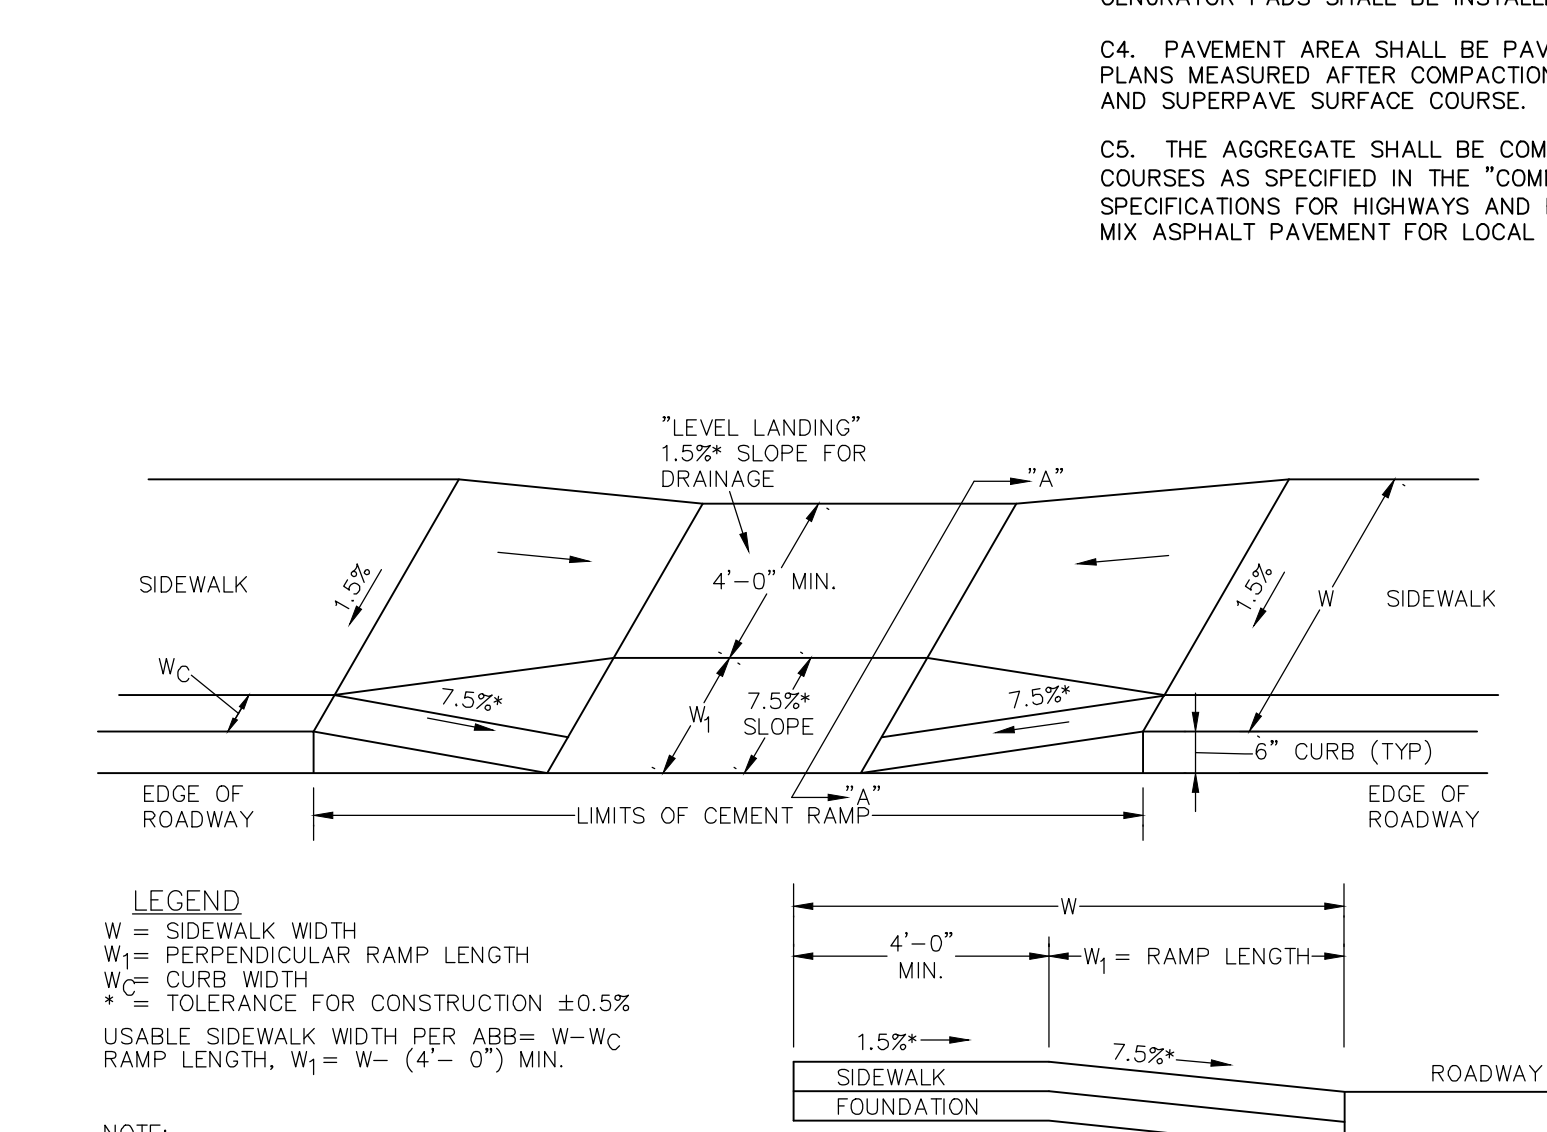 C4. PAVEMENT AREA SHALL BE PAV
PLANS MEASURED AFTER COMPACTION
AND SUPERPAVE SURFACE COURSE.
C5. THE AGGREGATE SHALL BE COM
COURSES AS SPECIFIED IN THE "COM
SPECIFICATIONS FOR HIGHWAYS AND
MIX ASPHALT PAVEMENT FOR LOCAL
"LEVEL LANDING"
1.5%* SLOPE FOR
DRAINAGE
"A"
SIDEWALK
1.5%
4'-0" MIN.
1.5%
W
SIDEWALK
WC
7.5%*
W1
7.5%*
SLOPE
7.5%*
6" CURB (TYP)
EDGE OF
ROADWAY
"A"
LIMITS OF CEMENT RAMP
EDGE OF
ROADWAY
LEGEND
W = SIDEWALK WIDTH
W1= PERPENDICULAR RAMP LENGTH
WC= CURB WIDTH
* = TOLERANCE FOR CONSTRUCTION ±0.5%
USABLE SIDEWALK WIDTH PER ABB= W-WC
RAMP LENGTH, W1= W- (4'- 0") MIN.
NOTE:
W
4'-0"
MIN.
W1= RAMP LENGTH
1.5%*
7.5%*
SIDEWALK
FOUNDATION
ROADWAY